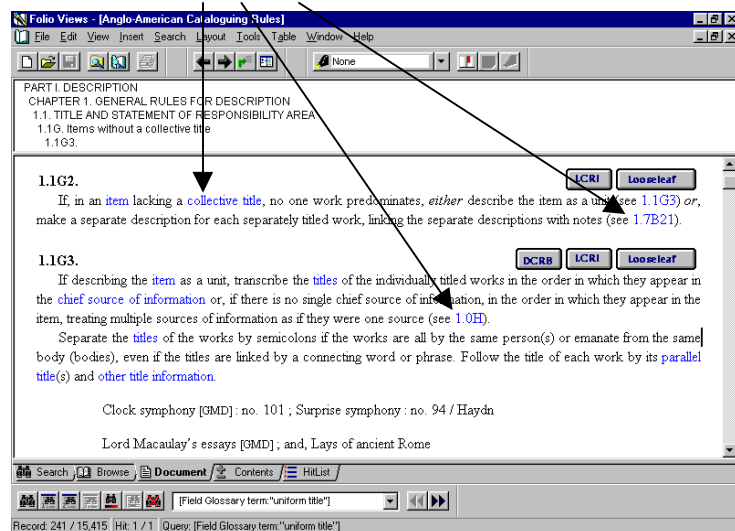 Folio Views - [Anglo-American Cataloguing Rules]
File Edit View Insert Search Layout Tools Table Window Help
None
PART I. DESCRIPTION
CHAPTER 1. GENERAL RULES FOR DESCRIPTION
1.1. TITLE AND STATEMENT OF RESPONSIBILITY AREA
1.1G. Items without a collective title
1.1G3.
1.1G2. LCRI Looseleaf
If, in an item lacking a collective title, no one work predominates, either describe the item as a unit (see 1.1G3) or,
make a separate description for each separately titled work, linking the separate descriptions with notes (see 1.7B21).
1.1G3. DCRB LCRI Looseleaf
If describing the item as a unit, transcribe the titles of the individually titled works in the order in which they appear in
the chief source of information or, if there is no single chief source of information, in the order in which they appear in the
item, treating multiple sources of information as if they were one source (see 1.0H).
Separate the titles of the works by semicolons if the works are all by the same person(s) or emanate from the same
body (bodies), even if the titles are linked by a connecting word or phrase. Follow the title of each work by its parallel
title(s) and other title information.
Clock symphony [GMD] : no. 101 ; Surprise symphony : no. 94 / Haydn
Lord Macaulay's essays [GMD] ; and, Lays of ancient Rome
Search Browse Document Contents HitList
[Field Glossary term:"uniform title"]
Record: 241 / 15,415 Hit: 1 / 1 Query: [Field Glossary term:"uniform title"]